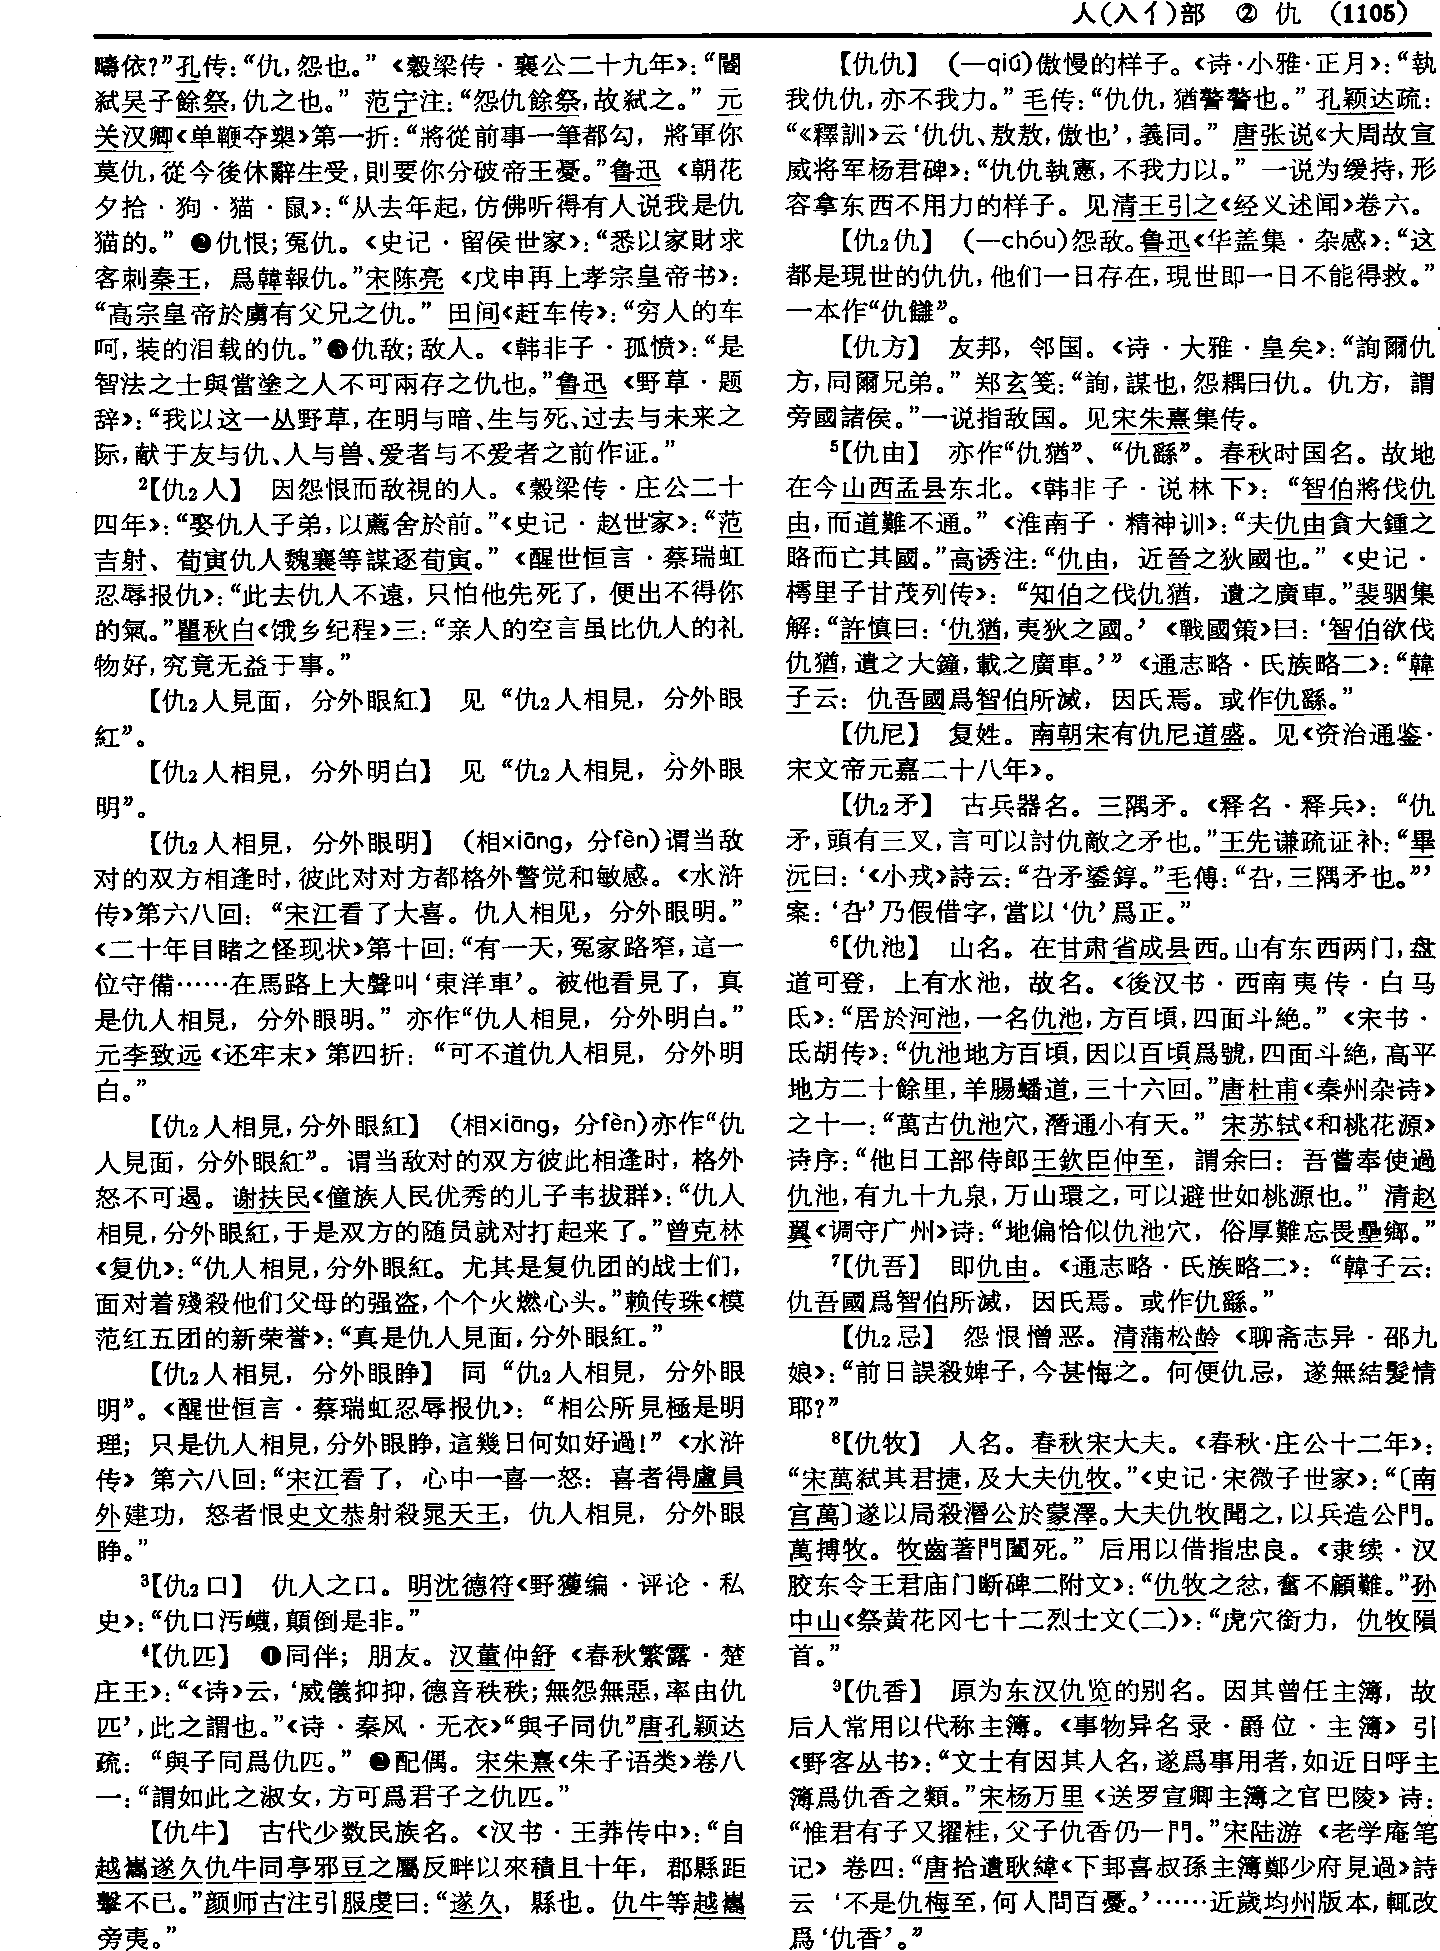 人(入亻)部　②　仇　(1105)
疇依?”孔传：“仇，怨也。”《穀梁传·襄公二十九年》：“閽
弑吴子餘祭，仇之也。”范宁注：“怨仇餘祭，故弑之。”元
关汉卿《单鞭夺槊》第一折：“將從前事一筆都勾，將軍你
莫仇，從今後休辭生受，則要你分破帝王憂。”鲁迅《朝花
夕拾·狗·猫·鼠》：“从去年起，仿佛听得有人说我是仇
猫的。”❷仇恨；冤仇。《史记·留侯世家》：“悉以家財求
客刺秦王，爲韓報仇。”宋陈亮《戊申再上孝宗皇帝书》：
“高宗皇帝於虜有父兄之仇。”田间《赶车传》：“穷人的车
呵，装的泪载的仇。”❸仇敌；敌人。《韩非子·孤愤》：“是
智法之士與當塗之人不可兩存之仇也。”鲁迅《野草·题
辞》：“我以这一丛野草，在明与暗、生与死、过去与未来之
际，献于友与仇、人与兽、爱者与不爱者之前作证。”
²【仇₂人】　因怨恨而敌視的人。《穀梁传·庄公二十
四年》：“娶仇人子弟，以薦舍於前。”《史记·赵世家》：“范
吉射、荀寅仇人魏襄等謀逐荀寅。”《醒世恒言·蔡瑞虹
忍辱报仇》：“此去仇人不遠，只怕他先死了，便出不得你
的氣。”瞿秋白《饿乡纪程》三：“亲人的空言虽比仇人的礼
物好，究竟无益于事。”
【仇₂人見面，分外眼紅】　见“仇₂人相見，分外眼
紅”。
【仇₂人相見，分外明白】　见“仇₂人相見，分外眼
明”。
【仇₂人相見，分外眼明】　(相xiāng，分fèn)谓当敌
对的双方相逢时，彼此对对方都格外警觉和敏感。《水浒
传》第六八回：“宋江看了大喜。仇人相见，分外眼明。”
《二十年目睹之怪现状》第十回：“有一天，冤家路窄，這一
位守備……在馬路上大聲叫‘東洋車’。被他看見了，真
是仇人相見，分外眼明。”亦作“仇人相見，分外明白。”
元李致远《还牢末》第四折：“可不道仇人相見，分外明
白。”
【仇₂人相見，分外眼紅】　(相xiāng，分fèn)亦作“仇
人見面，分外眼紅”。谓当敌对的双方彼此相逢时，格外
怒不可遏。谢扶民《僮族人民优秀的儿子韦拔群》：“仇人
相見，分外眼紅，于是双方的随员就对打起来了。”曾克林
《复仇》：“仇人相見，分外眼紅。尤其是复仇团的战士们，
面对着殘殺他们父母的强盗，个个火燃心头。”赖传珠《模
范红五团的新荣誉》：“真是仇人見面，分外眼紅。”
【仇₂人相見，分外眼睁】　同“仇₂人相見，分外眼
明”。《醒世恒言·蔡瑞虹忍辱报仇》：“相公所見極是明
理；只是仇人相見，分外眼睁，這幾日何如好過!”《水浒
传》第六八回：“宋江看了，心中一喜一怒：喜者得盧員
外建功，怒者恨史文恭射殺晁天王，仇人相見，分外眼
睁。”
³【仇₂口】　仇人之口。明沈德符《野獲编·评论·私
史》：“仇口汚衊，顛倒是非。”
⁴【仇匹】　❶同伴；朋友。汉董仲舒《春秋繁露·楚
庄王》：“《诗》云，‘威儀抑抑，德音秩秩；無怨無惡，率由仇
匹’，此之謂也。”《诗·秦风·无衣》“與子同仇”唐孔颖达
疏：“與子同爲仇匹。”❷配偶。宋朱熹《朱子语类》卷八
一：“謂如此之淑女，方可爲君子之仇匹。”
【仇牛】　古代少数民族名。《汉书·王莽传中》：“自
越嶲遂久仇牛同亭邪豆之屬反畔以來積且十年，郡縣距
擊不已。”颜师古注引服虔曰：“遂久，縣也。仇牛等越嶲
旁夷。”
【仇仇】　(—qiú)傲慢的样子。《诗·小雅·正月》：“執
我仇仇，亦不我力。”毛传：“仇仇，猶謷謷也。”孔颖达疏：
“《釋訓》云‘仇仇、敖敖，傲也’，義同。”唐张说《大周故宣
威将军杨君碑》：“仇仇執憲，不我力以。”一说为缓持，形
容拿东西不用力的样子。见清王引之《经义述闻》卷六。
【仇₂仇】　(—chóu)怨敌。鲁迅《华盖集·杂感》：“这
都是現世的仇仇，他们一日存在，現世即一日不能得救。”
一本作“仇讎”。
【仇方】　友邦，邻国。《诗·大雅·皇矣》：“詢爾仇
方，同爾兄弟。”郑玄笺：“詢，謀也，怨耦曰仇。仇方，謂
旁國諸侯。”一说指敌国。见宋朱熹集传。
⁵【仇由】　亦作“仇猶”、“仇繇”。春秋时国名。故地
在今山西孟县东北。《韩非子·说林下》：“智伯將伐仇
由，而道難不通。”《淮南子·精神训》：“夫仇由貪大鍾之
賂而亡其國。”高诱注：“仇由，近晉之狄國也。”《史记·
樗里子甘茂列传》：“知伯之伐仇猶，遺之廣車。”裴骃集
解：“許慎曰：‘仇猶，夷狄之國。’《戰國策》曰：‘智伯欲伐
仇猶，遺之大鐘，載之廣車。’”《通志略·氏族略二》：“韓
子云：仇吾國爲智伯所滅，因氏焉。或作仇繇。”
【仇尼】　复姓。南朝宋有仇尼道盛。见《资治通鉴·
宋文帝元嘉二十八年》。
【仇₂矛】　古兵器名。三隅矛。《释名·释兵》：“仇
矛，頭有三叉，言可以討仇敵之矛也。”王先谦疏证补：“畢
沅曰：‘《小戎》詩云：“厹矛鋈錞。”毛傳：“厹，三隅矛也。”’
案：‘厹’乃假借字，當以‘仇’爲正。”
⁶【仇池】　山名。在甘肃省成县西。山有东西两门，盘
道可登，上有水池，故名。《後汉书·西南夷传·白马
氐》：“居於河池，一名仇池，方百頃，四面斗絶。”《宋书·
氐胡传》：“仇池地方百頃，因以百頃爲號，四面斗絶，高平
地方二十餘里，羊腸蟠道，三十六回。”唐杜甫《秦州杂诗》
之十一：“萬古仇池穴，潛通小有天。”宋苏轼《和桃花源》
诗序：“他日工部侍郎王欽臣仲至，謂余曰：吾嘗奉使過
仇池，有九十九泉，万山環之，可以避世如桃源也。”清赵
翼《调守广州》诗：“地偏恰似仇池穴，俗厚難忘畏壘鄉。”
⁷【仇吾】　即仇由。《通志略·氏族略二》：“韓子云：
仇吾國爲智伯所滅，因氏焉。或作仇繇。”
【仇₂忌】　怨恨憎恶。清蒲松龄《聊斋志异·邵九
娘》：“前日誤殺婢子，今甚悔之。何便仇忌，遂無結髮情
耶?”
⁸【仇牧】　人名。春秋宋大夫。《春秋·庄公十二年》：
“宋萬弑其君捷，及大夫仇牧。”《史记·宋微子世家》：“〔南
宫萬〕遂以局殺湣公於蒙澤。大夫仇牧聞之，以兵造公門。
萬搏牧。牧齒著門闔死。”后用以借指忠良。《隶续·汉
胶东令王君庙门断碑二附文》：“仇牧之忿，奮不顧難。”孙
中山《祭黄花冈七十二烈士文(二)》：“虎穴銜力，仇牧隕
首。”
⁹【仇香】　原为东汉仇览的别名。因其曾任主簿，故
后人常用以代称主簿。《事物异名录·爵位·主簿》引
《野客丛书》：“文士有因其人名，遂爲事用者，如近日呼主
簿爲仇香之類。”宋杨万里《送罗宣卿主簿之官巴陵》诗：
“惟君有子又擢桂，父子仇香仍一門。”宋陆游《老学庵笔
记》卷四：“唐拾遺耿緯《下邽喜叔孫主簿鄭少府見過》詩
云‘不是仇梅至，何人問百憂。’……近歲均州版本，輒改
爲‘仇香’。”